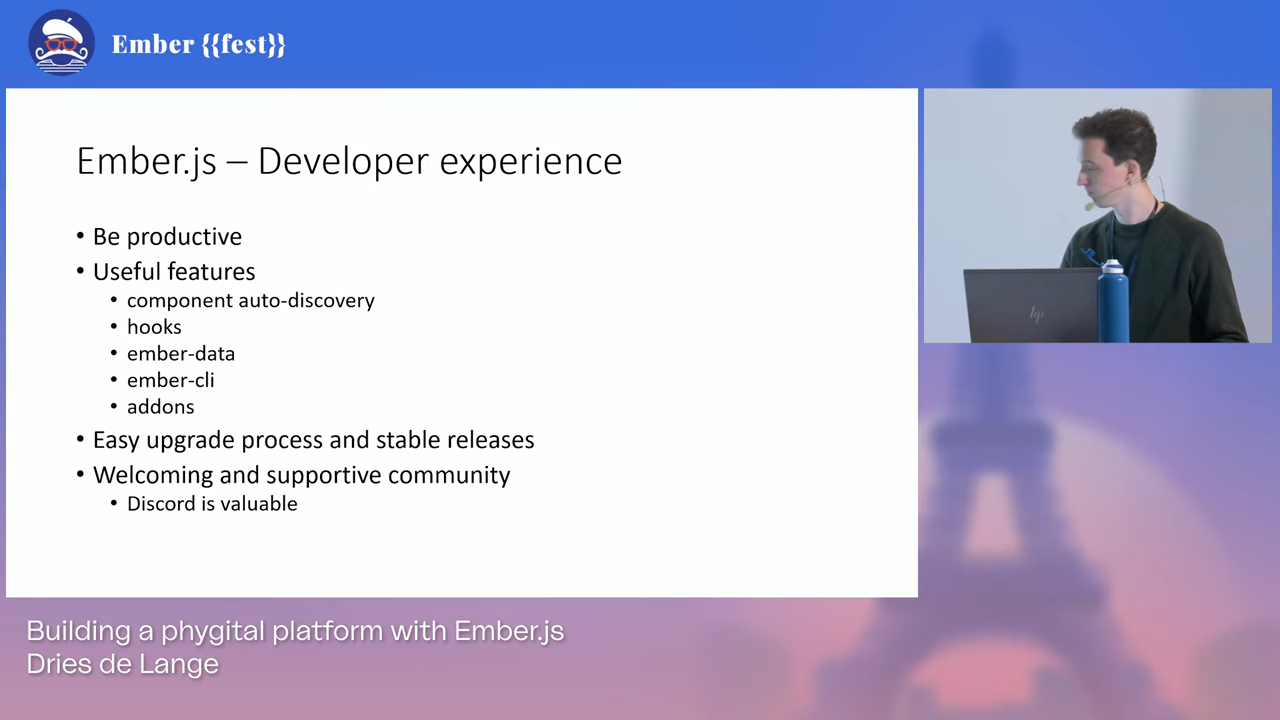 Ember {{fest}}
Ember.js – Developer experience
• Be productive
• Useful features
• component auto-discovery
• hooks
• ember-data
• ember-cli
• addons
• Easy upgrade process and stable releases
• Welcoming and supportive community
• Discord is valuable
hp
Building a phygital platform with Ember.js
Dries de Lange